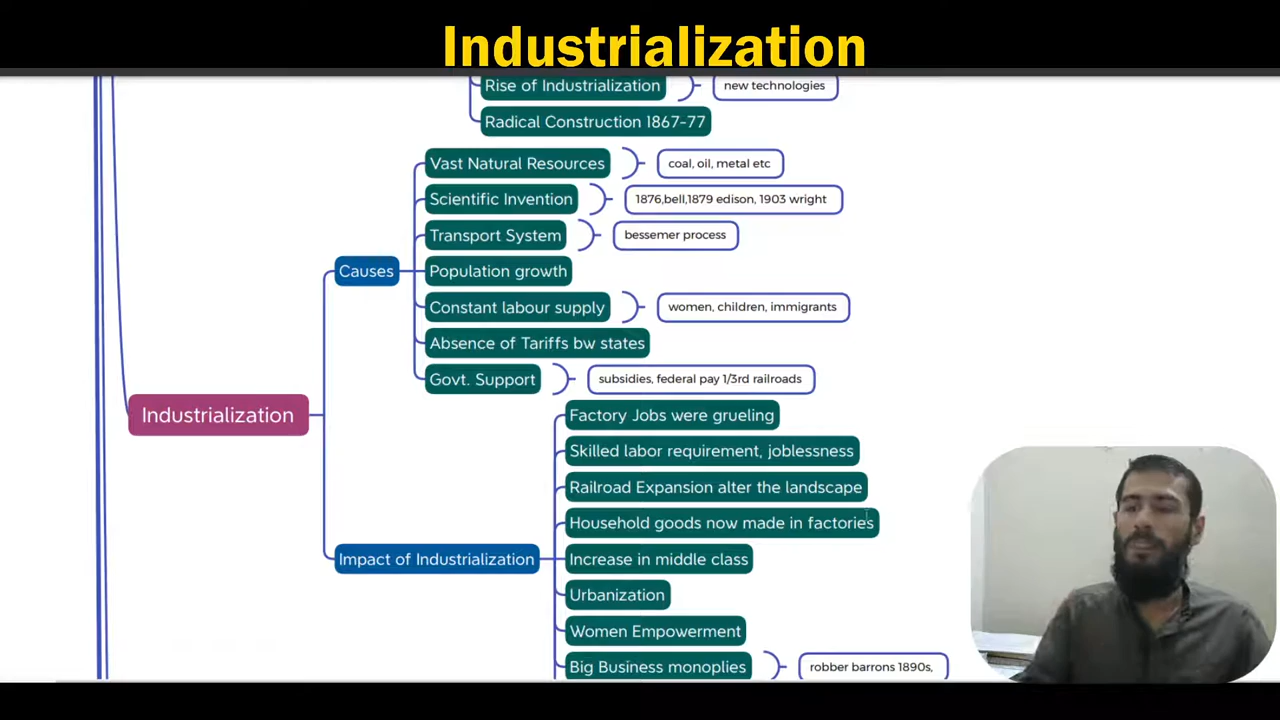 Industrialization
Rise of Industrialization
new technologies
Radical Construction 1867-77
Vast Natural Resources
coal, oil, metal etc
Scientific Invention
1876,bell,1879 edison, 1903 wright
Transport System
bessemer process
Causes
Population growth
Constant labour supply
women, children, immigrants
Absence of Tariffs bw states
Govt. Support
subsidies, federal pay 1/3rd railroads
Industrialization
Factory Jobs were grueling
Skilled labor requirement, joblessness
Railroad Expansion alter the landscape
Household goods now made in factories
Impact of Industrialization
Increase in middle class
Urbanization
Women Empowerment
Big Business monoplies
robber barrons 1890s,